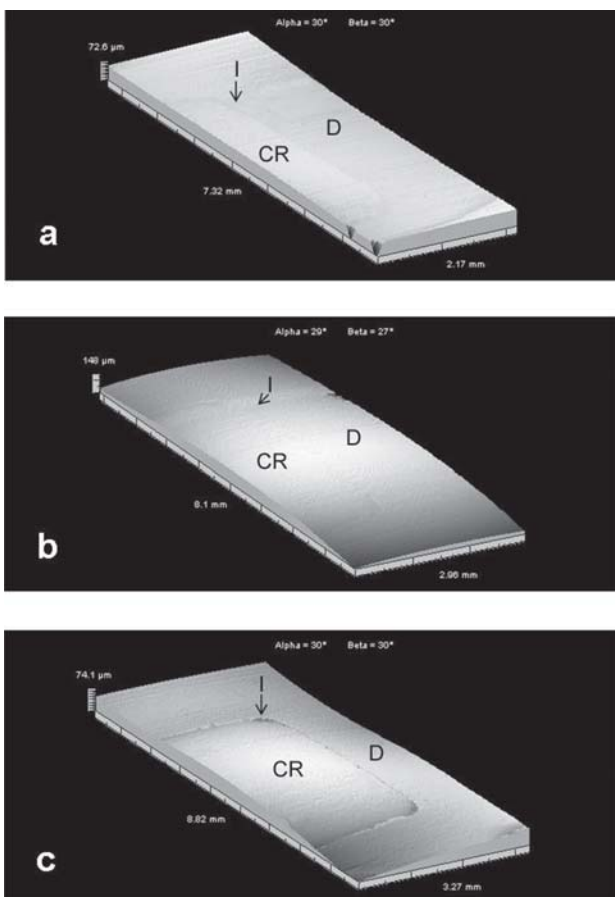 Alpha = 30° Beta = 30°
72.6 µm
I
D
CR
7.32 mm
2.17 mm
a
Alpha = 29° Beta = 27°
148 µm
I
D
CR
8.1 mm
2.96 mm
b
Alpha = 30° Beta = 30°
74.1 µm
I
D
CR
8.82 mm
3.27 mm
c